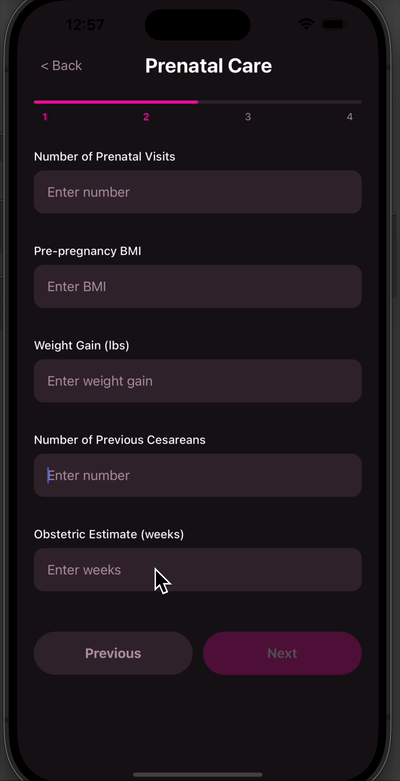 12:57
< Back
Prenatal Care
1 2 3 4
Number of Prenatal Visits
Enter number
Pre-pregnancy BMI
Enter BMI
Weight Gain (lbs)
Enter weight gain
Number of Previous Cesareans
Enter number
Obstetric Estimate (weeks)
Enter weeks
Previous Next